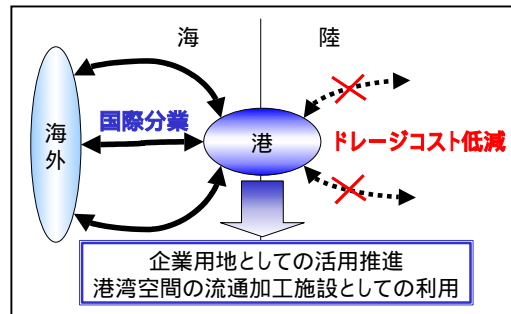 海
陸
海外
国際分業
港
ドレージコスト低減
企業用地としての活用推進
港湾空間の流通加工施設としての利用